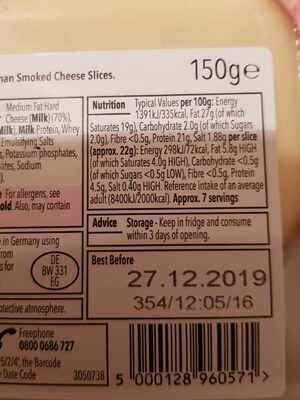 man Smoked Cheese Slices.
150g℮
Medium Fat Hard
Cheese (Milk) (70%),
Milk), Milk Protein, Whey
Emulsifying Salts
, Potassium phosphates,
ates, Sodium
).
For allergens, see
old. Also, may contain
Nutrition Typical Values per 100g: Energy
1391kJ/335kcal, Fat 27g (of which
Saturates 19g), Carbohydrate 2.0g (of which Sugars
2.0g), Fibre <0.5g, Protein 21g, Salt 1.88g per slice
(approx. 22g): Energy 298kJ/72kcal, Fat 5.8g HIGH
(of which Saturates 4.0g HIGH), Carbohydrate <0.5g
(of which Sugars <0.5g LOW), Fibre <0.5g, Protein
4.5g, Salt 0.40g HIGH. Reference intake of an average
adult (8400kJ/2000kcal). Approx. 7 servings
Advice Storage - Keep in fridge and consume
within 3 days of opening.
e in Germany using
from
s for
DE
BW 331
EG
Best Before
27.12.2019
354/12:05/16
otective atmosphere.
Freephone
0800 0686 727
5/2/4', the Barcode
Date Code
3050738
5 000128 960571